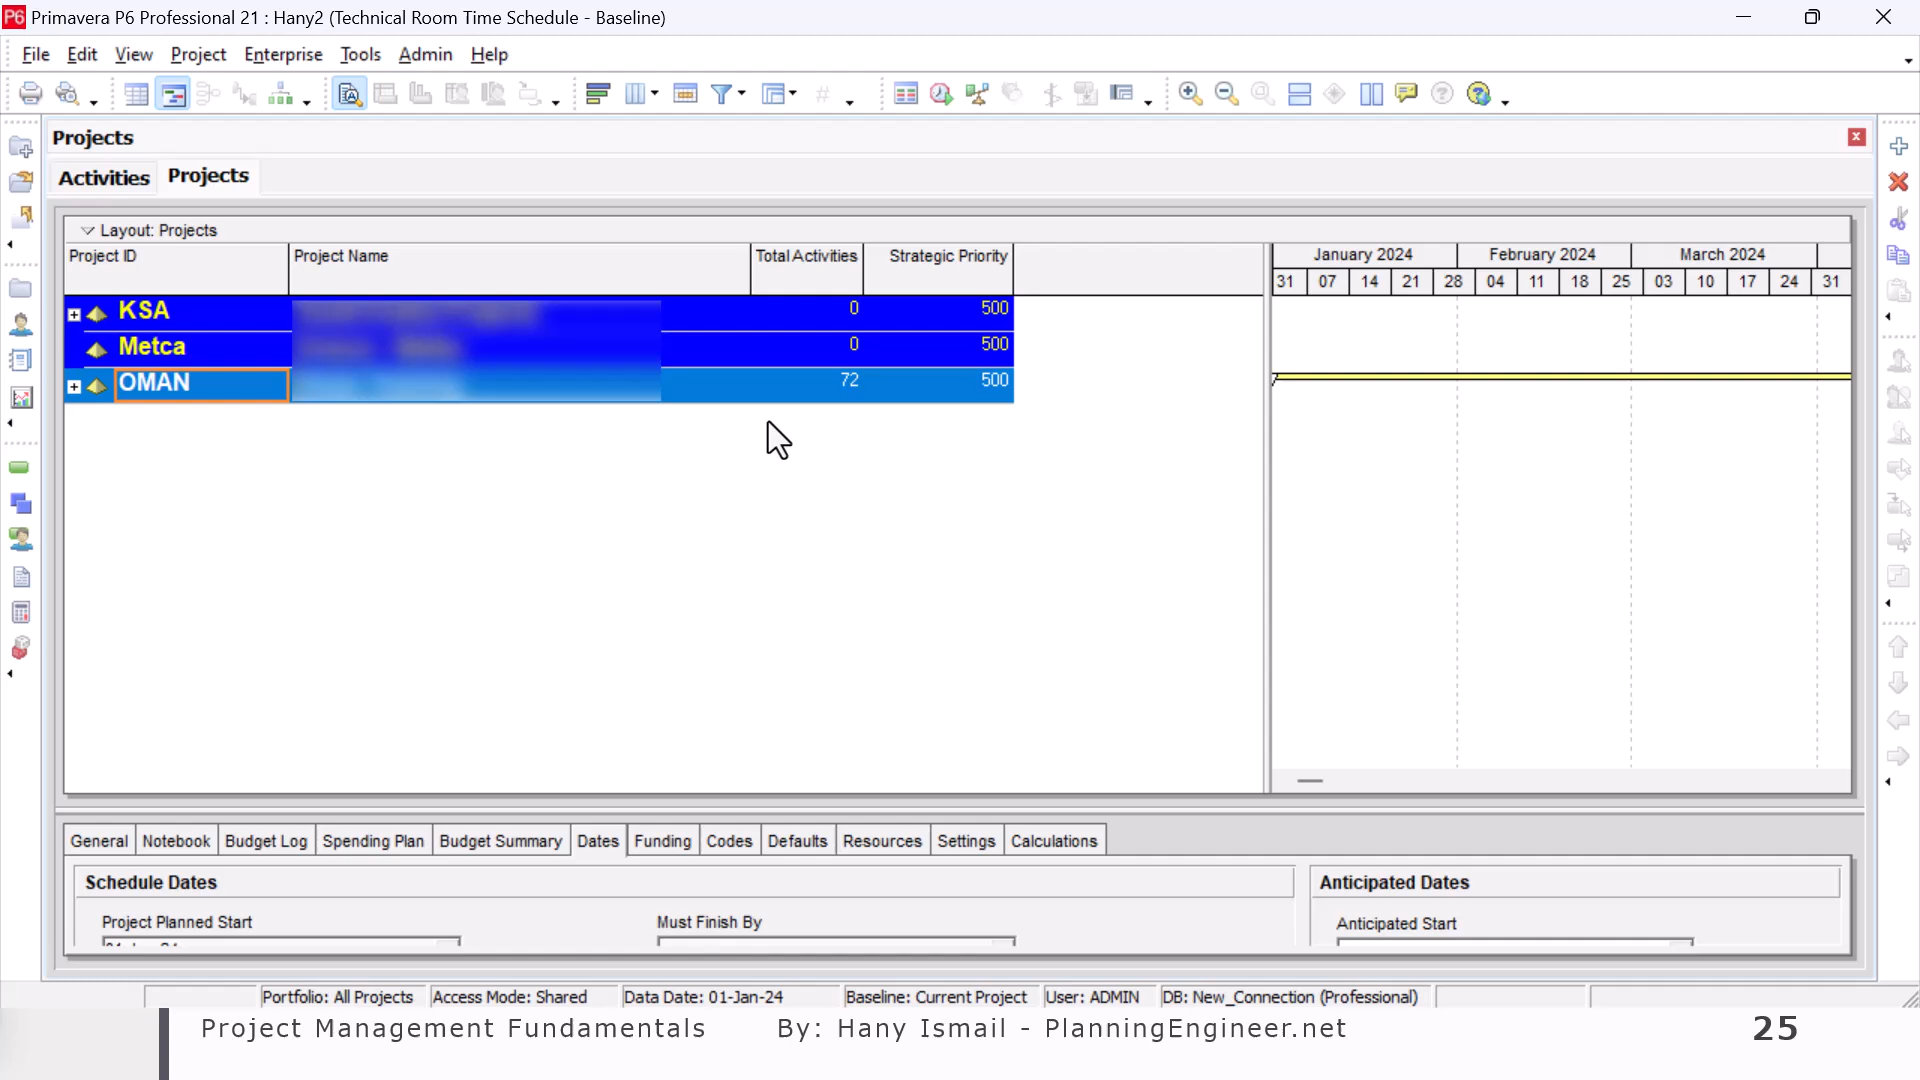 P6 Primavera P6 Professional 21 : Hany2 (Technical Room Time Schedule - Baseline)
File Edit View Project Enterprise Tools Admin Help
Projects
Activities Projects
Layout: Projects
Project ID Project Name Total Activities Strategic Priority
January 2024 February 2024 March 2024
31 07 14 21 28 04 11 18 25 03 10 17 24 31
KSA 0 500
Metca 0 500
OMAN 72 500
General Notebook Budget Log Spending Plan Budget Summary Dates Funding Codes Defaults Resources Settings Calculations
Schedule Dates Anticipated Dates
Project Planned Start Must Finish By Anticipated Start
Portfolio: All Projects Access Mode: Shared Data Date: 01-Jan-24 Baseline: Current Project User: ADMIN DB: New_Connection (Professional)
Project Management Fundamentals By: Hany Ismail - PlanningEngineer.net 25